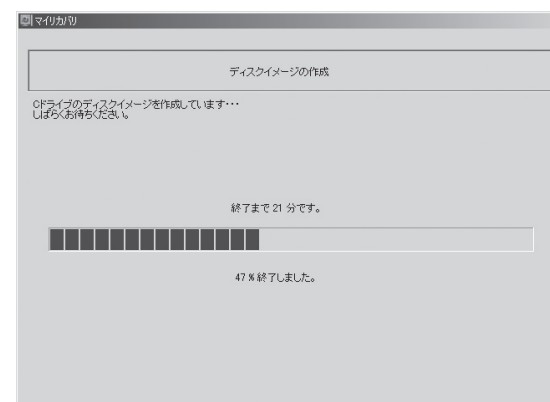 マイリカバリ
ディスクイメージの作成
Cドライブのディスクイメージを作成しています・・・
しばらくお待ちください。
終了まで 21 分です。
47 % 終了しました。